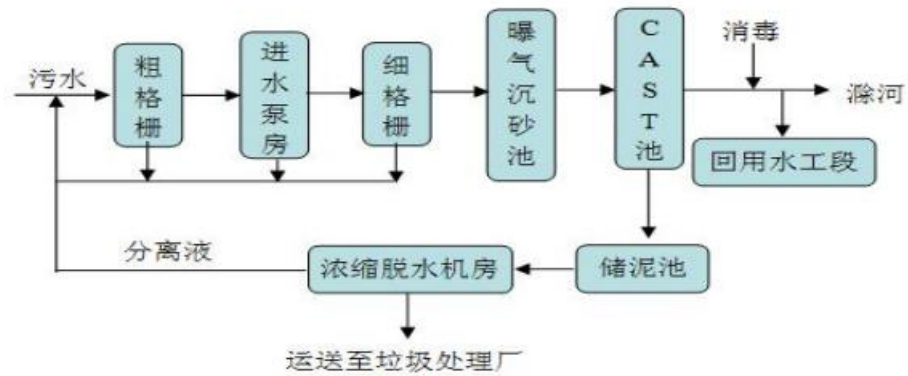 污水
粗格栅
进水泵房
细格栅
曝气沉砂池
CAST池
消毒
滁河
回用水工段
分离液
浓缩脱水机房
储泥池
运送至垃圾处理厂